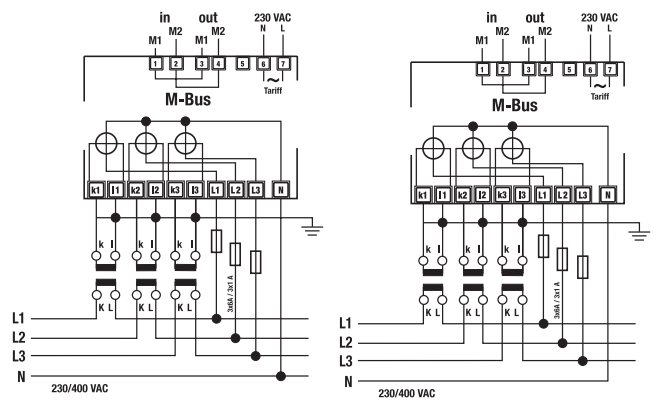 in out 230 VAC
M1 M2 M1 M2 N L
1 2 3 4 5 6 7
~
Tariff
M-Bus
k1 l1 k2 l2 k3 l3 L1 L2 L3 N
k l k l k l
3x6A / 3x1 A
K L K L K L
L1
L2
L3
N
230/400 VAC
in out 230 VAC
M1 M2 M1 M2 N L
1 2 3 4 5 6 7
~
Tariff
M-Bus
k1 l1 k2 l2 k3 l3 L1 L2 L3 N
k l k l k l
3x6A / 3x1 A
K L K L K L
L1
L2
L3
N
230/400 VAC